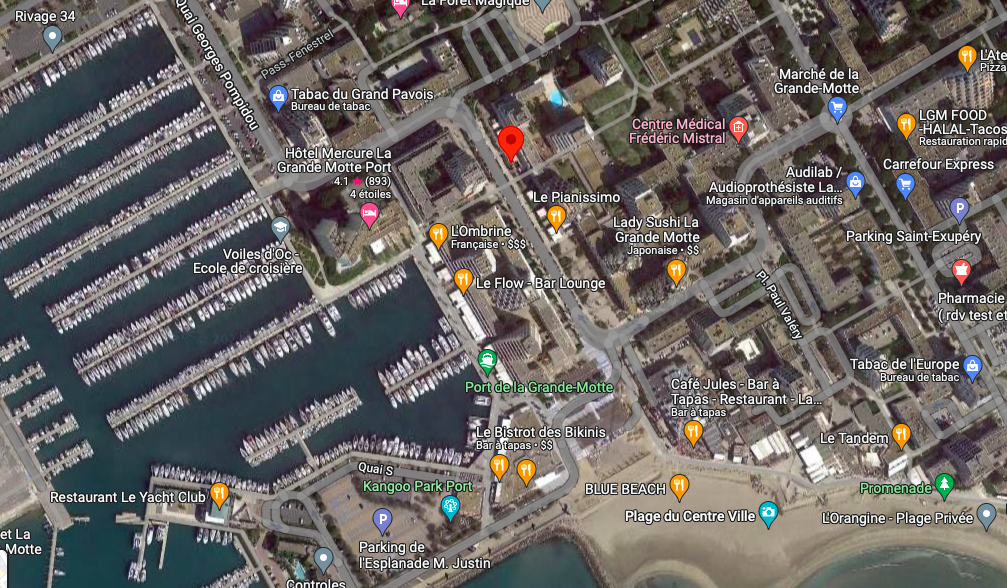 La Forêt Magique
Rivage 34
Quai Georges Pompidou
Pass. Fenestrel
L'Ate
Pizza
Marché de la
Grande-Motte
Tabac du Grand Pavois
Bureau de tabac
LGM FOOD
-HALAL-Tacos
Restauration rapid
Centre Médical
Frédéric Mistral
Hôtel Mercure La
Grande Motte Port
4.1 ★ (893)
4 étoiles
Carrefour Express
Audilab /
Audioprothésiste La...
Magasin d'appareils auditifs
Le Pianissimo
P
L'Ombrine
Française • $$$
Lady Sushi La
Grande Motte
Japonaise • $$
Parking Saint-Exupéry
Voiles d'Oc -
Ecole de croisière
Le Flow - Bar Lounge
Pl. Paul Valéry
Pharmacie
(.rdv test et
Port de la Grande-Motte
Tabac de l'Europe
Bureau de tabac
Café Jules - Bar à
Tapas - Restaurant - La...
Bar à tapas
Le Bistrot des Bikinis
Bar à tapas • $$
Le Tandem
Quai S
Kangoo Park Port
BLUE BEACH
Promenade
Restaurant Le Yacht Club
Plage du Centre Ville
L'Orangine - Plage Privée
P
et La
Motte
Parking de
l'Esplanade M. Justin
Controles